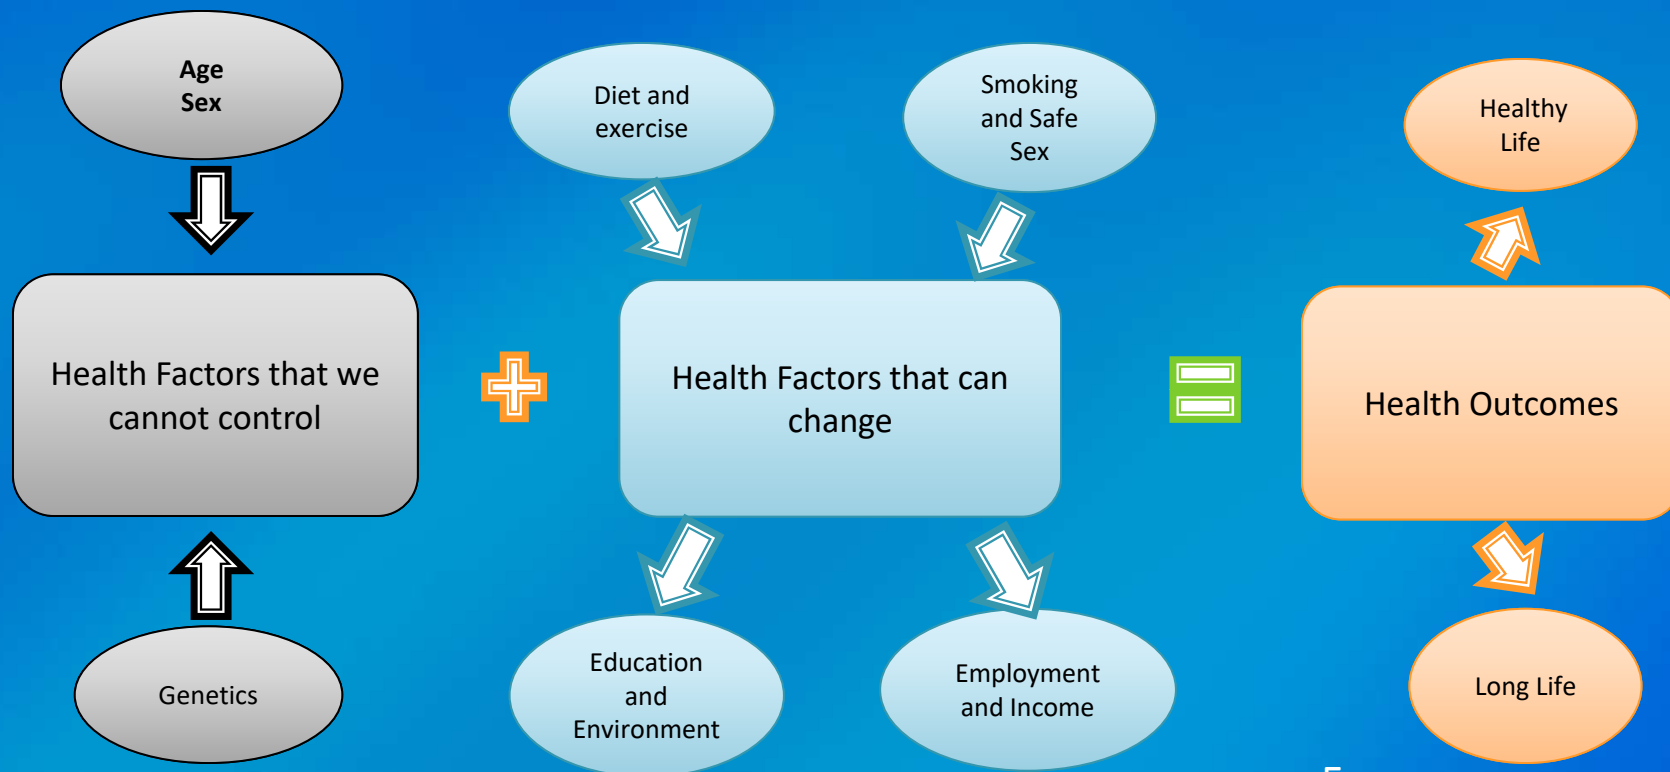 Age
Sex
Diet and
exercise
Smoking
and Safe
Sex
Healthy
Life
Health Factors that we
cannot control
Health Factors that can
change
Health Outcomes
Genetics
Education
and
Environment
Employment
and Income
Long Life